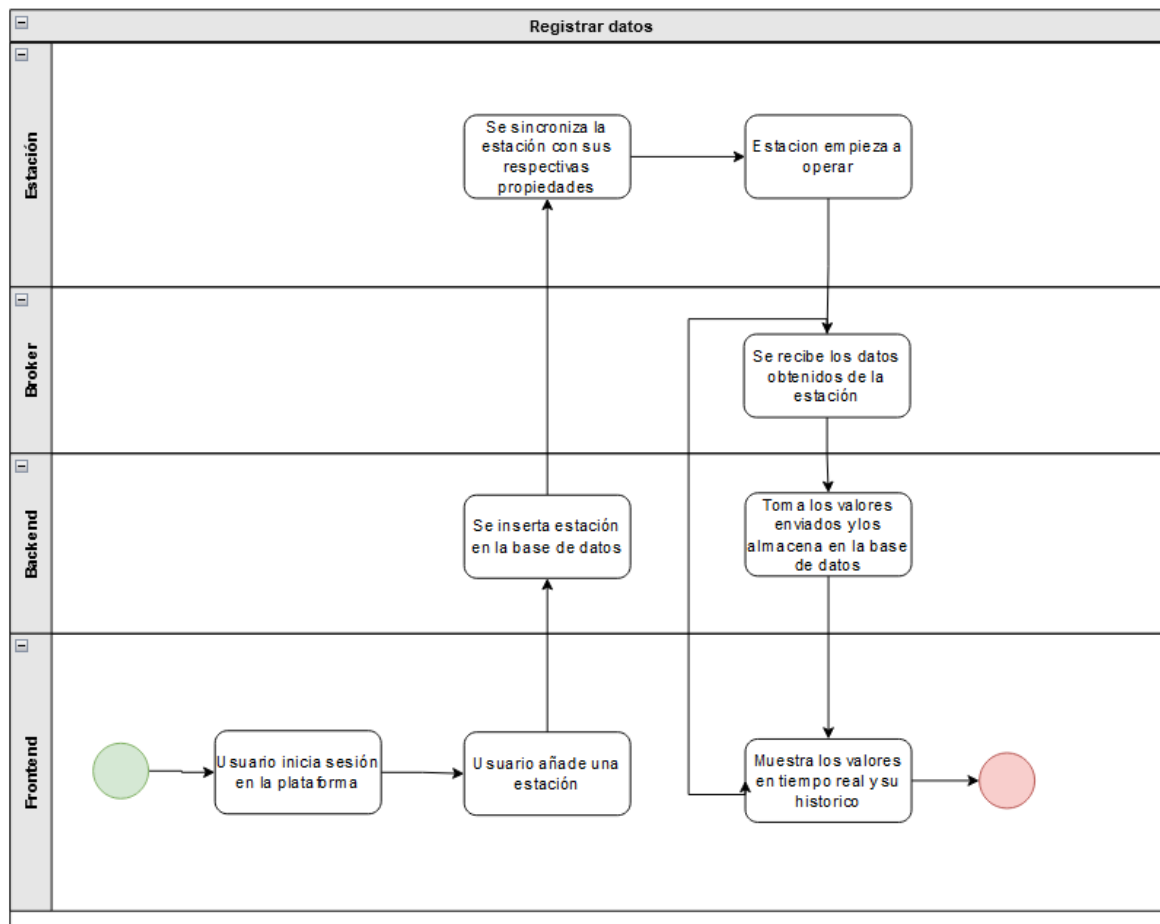 Registrar datos
Estación
Se sincroniza la
estación con sus
respectivas
propiedades
Estacion empieza a
operar
Broker
Se recibe los datos
obtenidos de la
estación
Backend
Se inserta estación
en la base de datos
Toma los valores
enviados y los
almacena en la base
de datos
Frontend
Usuario inicia sesión
en la plataforma
Usuario añade una
estación
Muestra los valores
en tiempo real y su
historico